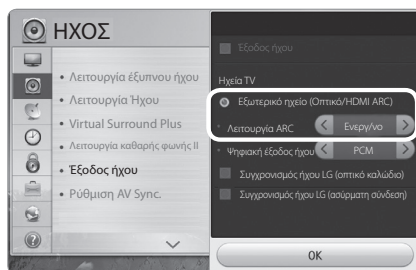 ΗΧΟΣ
• Λειτουργία έξυπνου ήχου
• Λειτουργία Ήχου
• Virtual Surround Plus
• Λειτουργία καθαρής φωνής II
• Έξοδος ήχου
• Ρύθμιση AV Sync.
Έξοδος ήχου
Ηχεία TV
Εξωτερικό ηχείο (Οπτικό/HDMI ARC)
• Λειτουργία ARC < Ενεργ/νο >
• Ψηφιακή έξοδος ήχου < PCM >
Συγχρονισμός ήχου LG (οπτικό καλώδιο)
Συγχρονισμός ήχου LG (ασύρματη σύνδεση)
OK